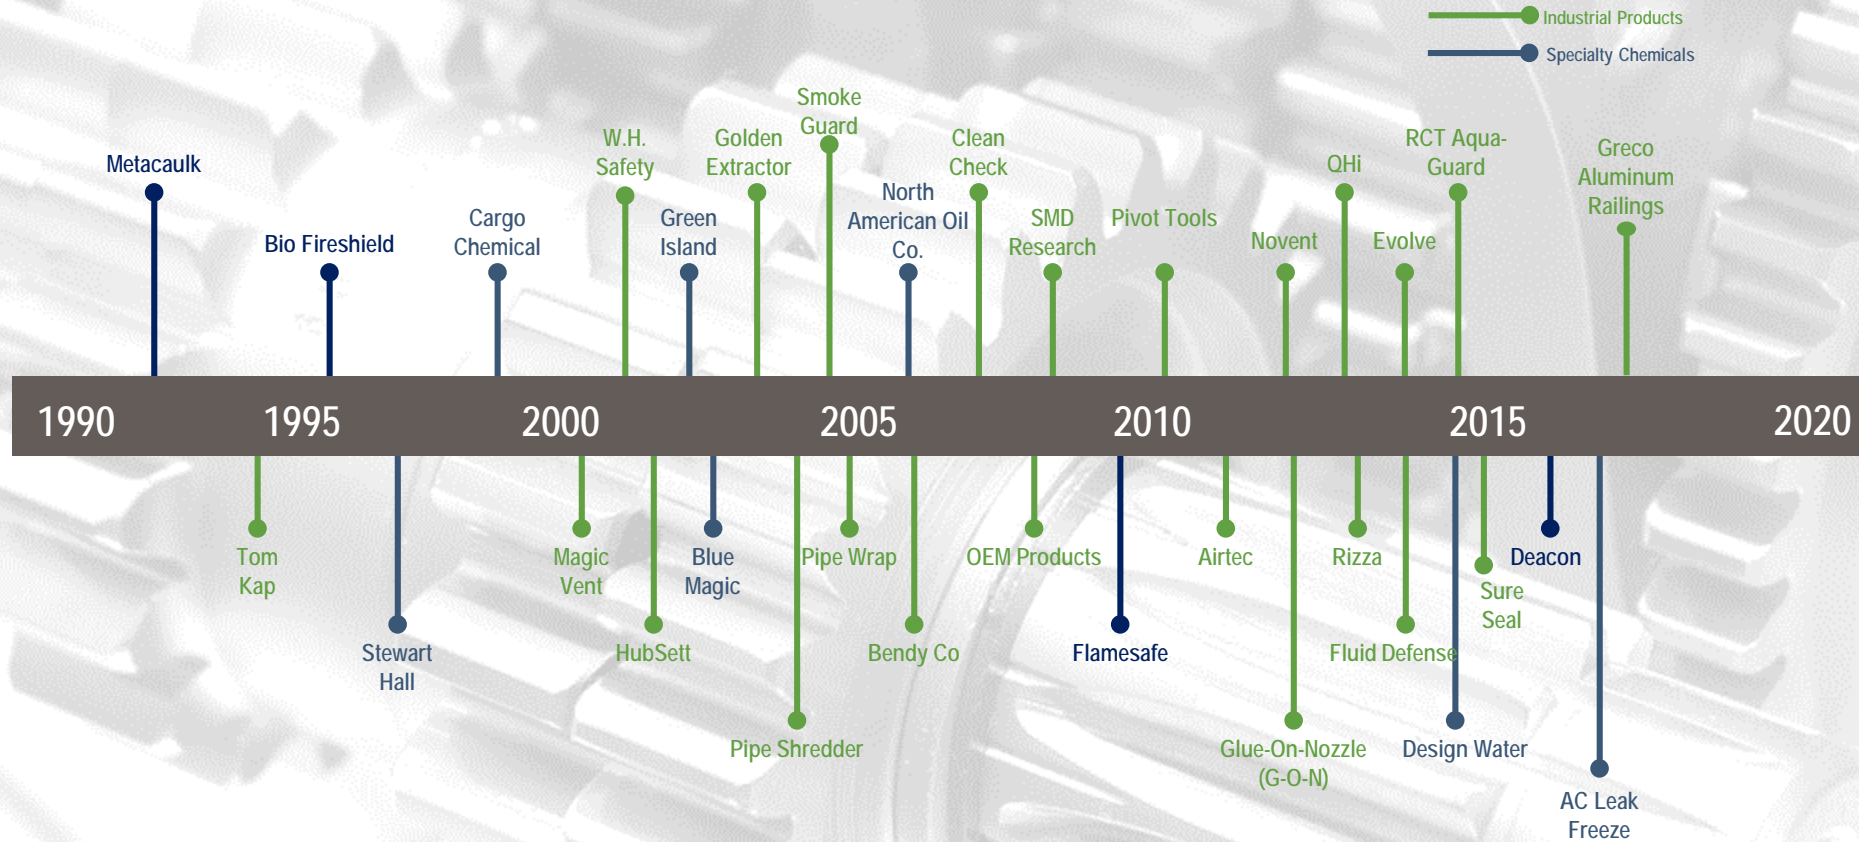 Industrial Products
Specialty Chemicals
Smoke
Guard
W.H.
Safety
Golden
Extractor
Clean
Check
RCT Aqua-
Guard
Greco
Aluminum
Railings
Metacaulk
QHi
North
American Oil
Co.
Cargo
Chemical
Green
Island
SMD
Research
Pivot Tools
Bio Fireshield
Novent
Evolve
1990
1995
2000
2005
2010
2015
2020
Tom
Kap
Magic
Vent
Blue
Magic
Pipe Wrap
OEM Products
Airtec
Rizza
Deacon
Sure
Seal
Stewart
Hall
HubSett
Bendy Co
Flamesafe
Fluid Defense
Pipe Shredder
Glue-On-Nozzle
(G-O-N)
Design Water
AC Leak
Freeze